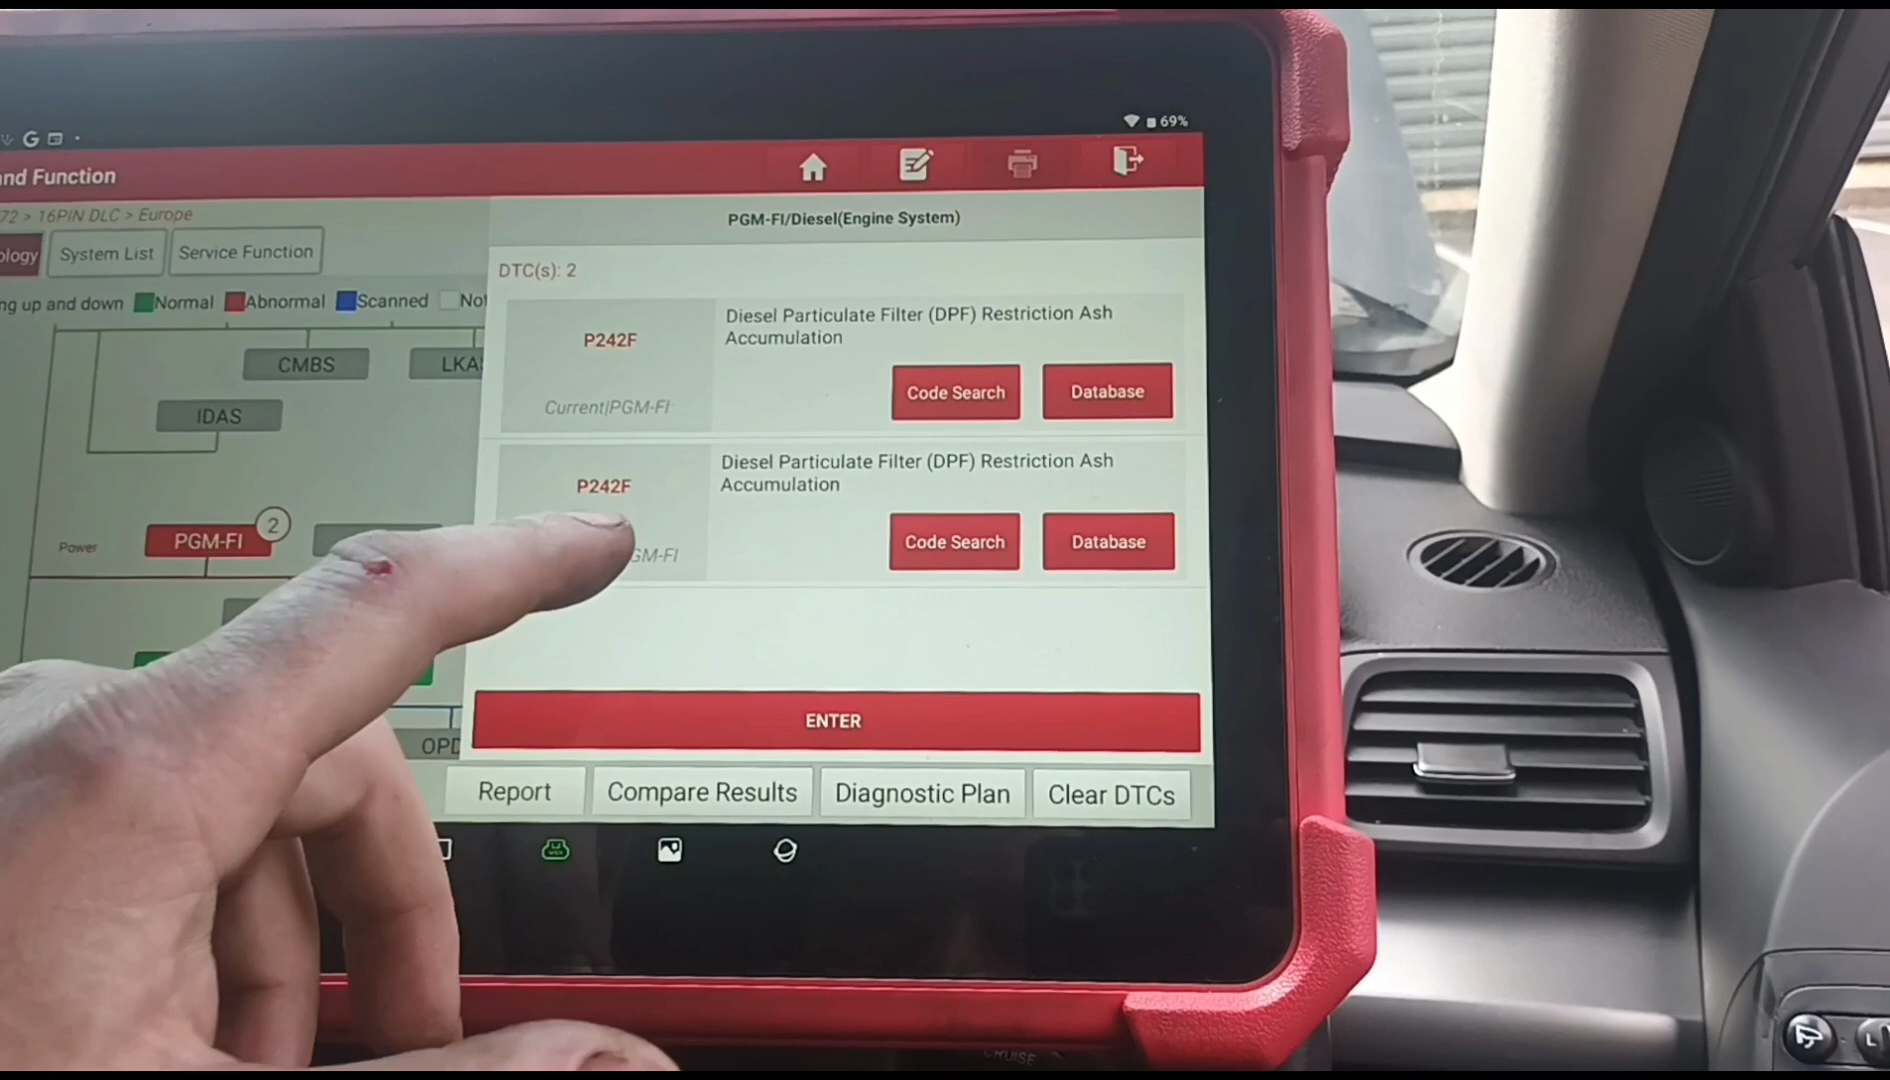 G
69%
nd Function
72 > 16PIN DLC > Europe
PGM-FI/Diesel(Engine System)
ology
System List
Service Function
DTC(s): 2
ng up and down
Normal
Abnormal
Scanned
Not
P242F
Diesel Particulate Filter (DPF) Restriction Ash
Accumulation
CMBS
LKA
Code Search
Database
Current|PGM-FI
IDAS
P242F
Diesel Particulate Filter (DPF) Restriction Ash
Accumulation
2
Power
PGM-FI
GM-FI
Code Search
Database
ENTER
OPD
Report
Compare Results
Diagnostic Plan
Clear DTCs
CRUISE
L